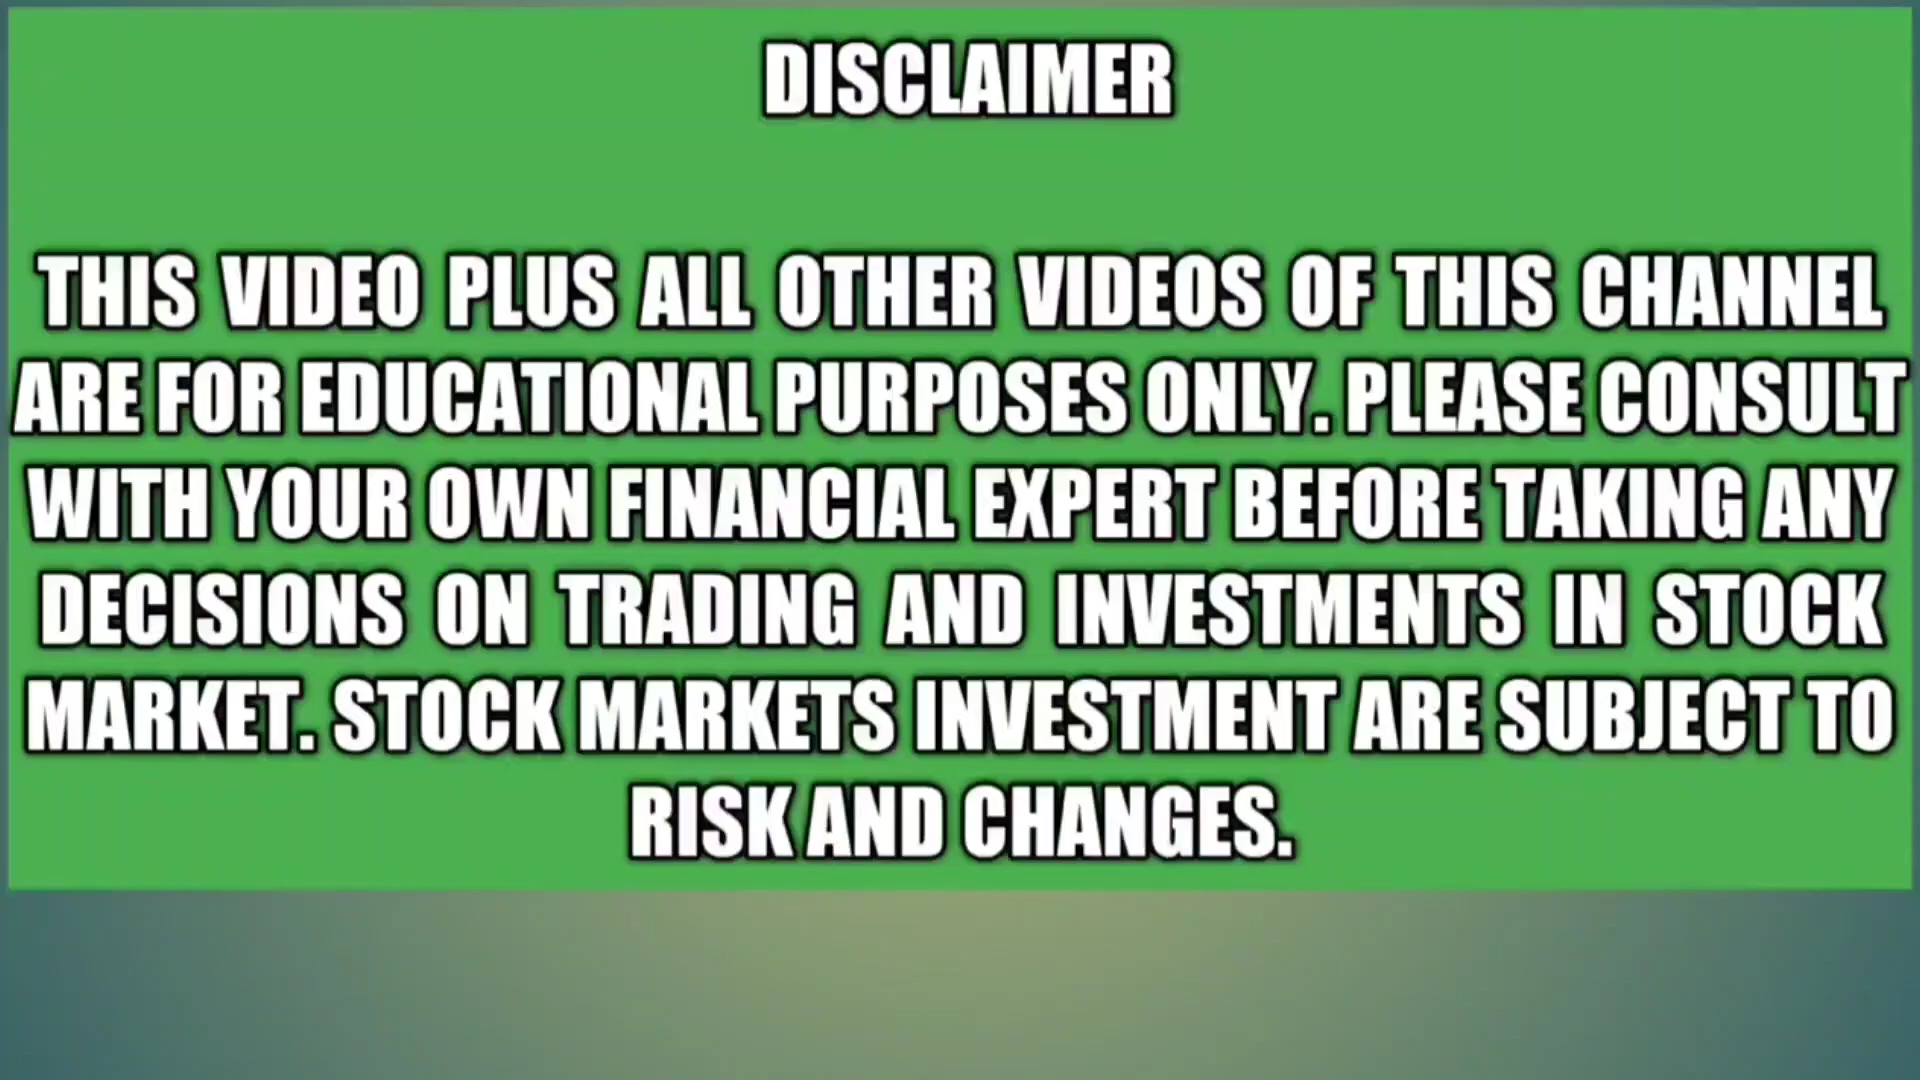 DISCLAIMER
THIS VIDEO PLUS ALL OTHER VIDEOS OF THIS CHANNEL
ARE FOR EDUCATIONAL PURPOSES ONLY. PLEASE CONSULT
WITH YOUR OWN FINANCIAL EXPERT BEFORE TAKING ANY
DECISIONS ON TRADING AND INVESTMENTS IN STOCK
MARKET. STOCK MARKETS INVESTMENT ARE SUBJECT TO
RISK AND CHANGES.